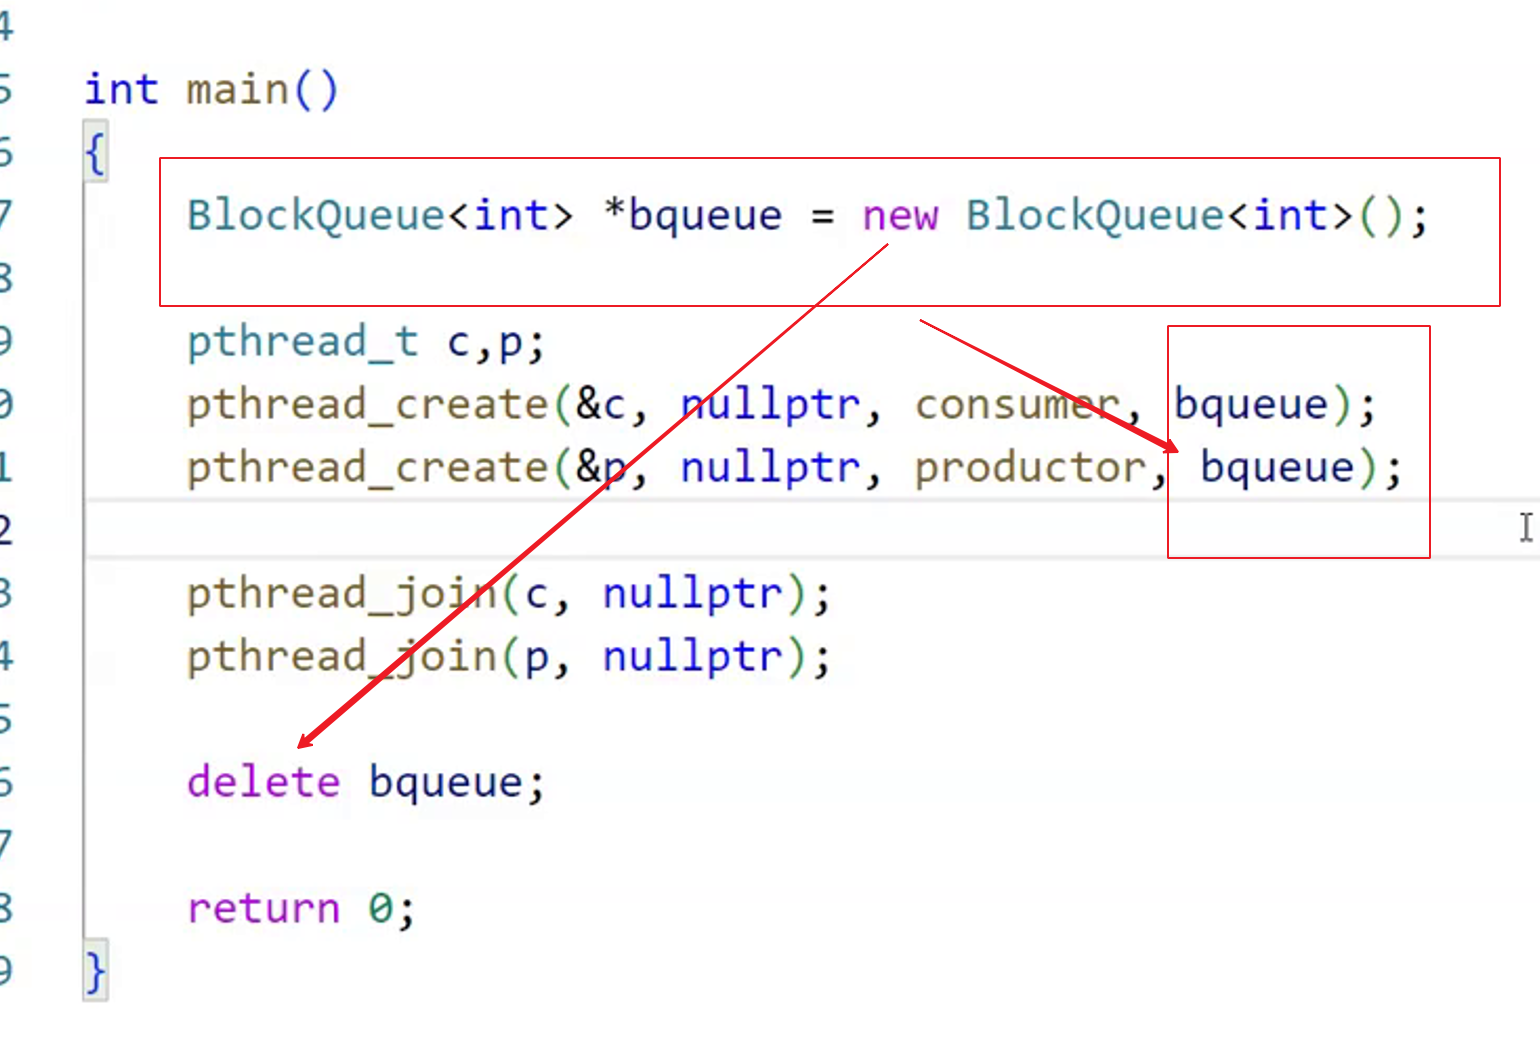 4
5 int main()
6 {
7 BlockQueue<int> *bqueue = new BlockQueue<int>();
8
9 pthread_t c,p;
0 pthread_create(&c, nullptr, consumer, bqueue);
1 pthread_create(&p, nullptr, productor, bqueue);
2
3 pthread_join(c, nullptr);
4 pthread_join(p, nullptr);
5
6 delete bqueue;
7
8 return 0;
9 }